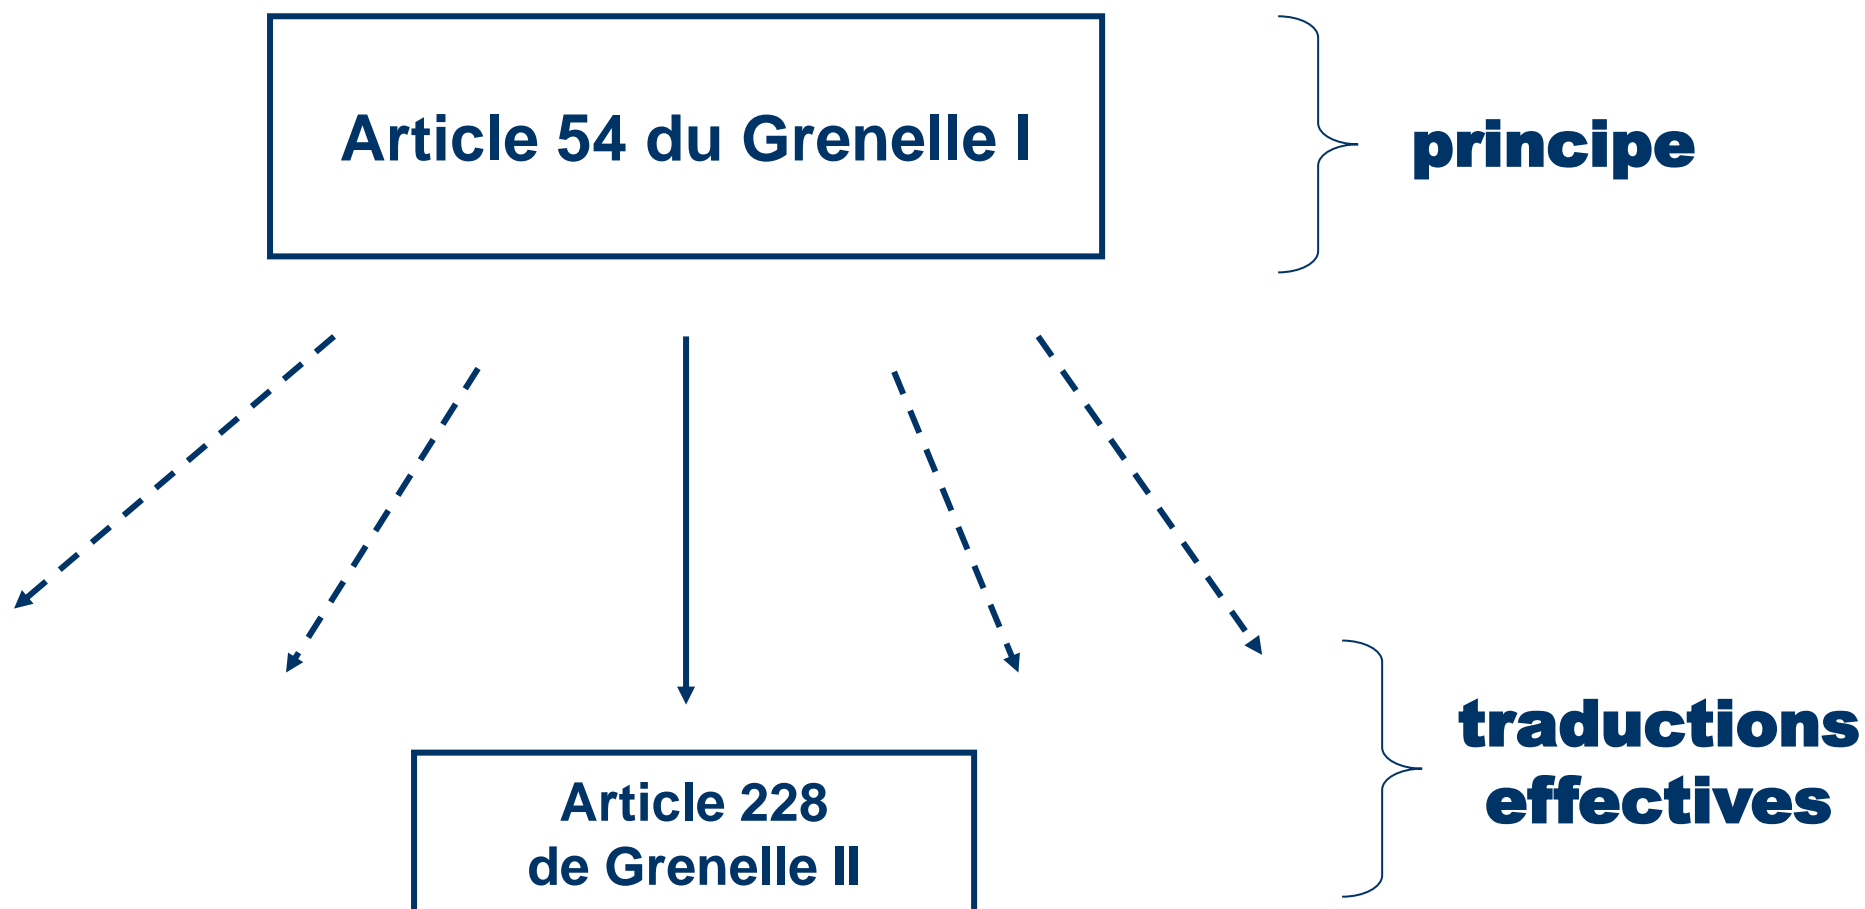 Article 54 du Grenelle I
principe
traductions
effectives
Article 228
de Grenelle II